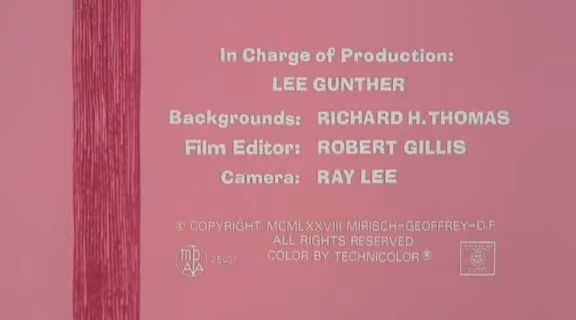 In Charge of Production:
LEE GUNTHER
Backgrounds: RICHARD H. THOMAS
Film Editor: ROBERT GILLIS
Camera: RAY LEE
© COPYRIGHT MCMLXXVIII MIRISCH-GEOFFREY-D.F
ALL RIGHTS RESERVED
COLOR BY TECHNICOLOR®